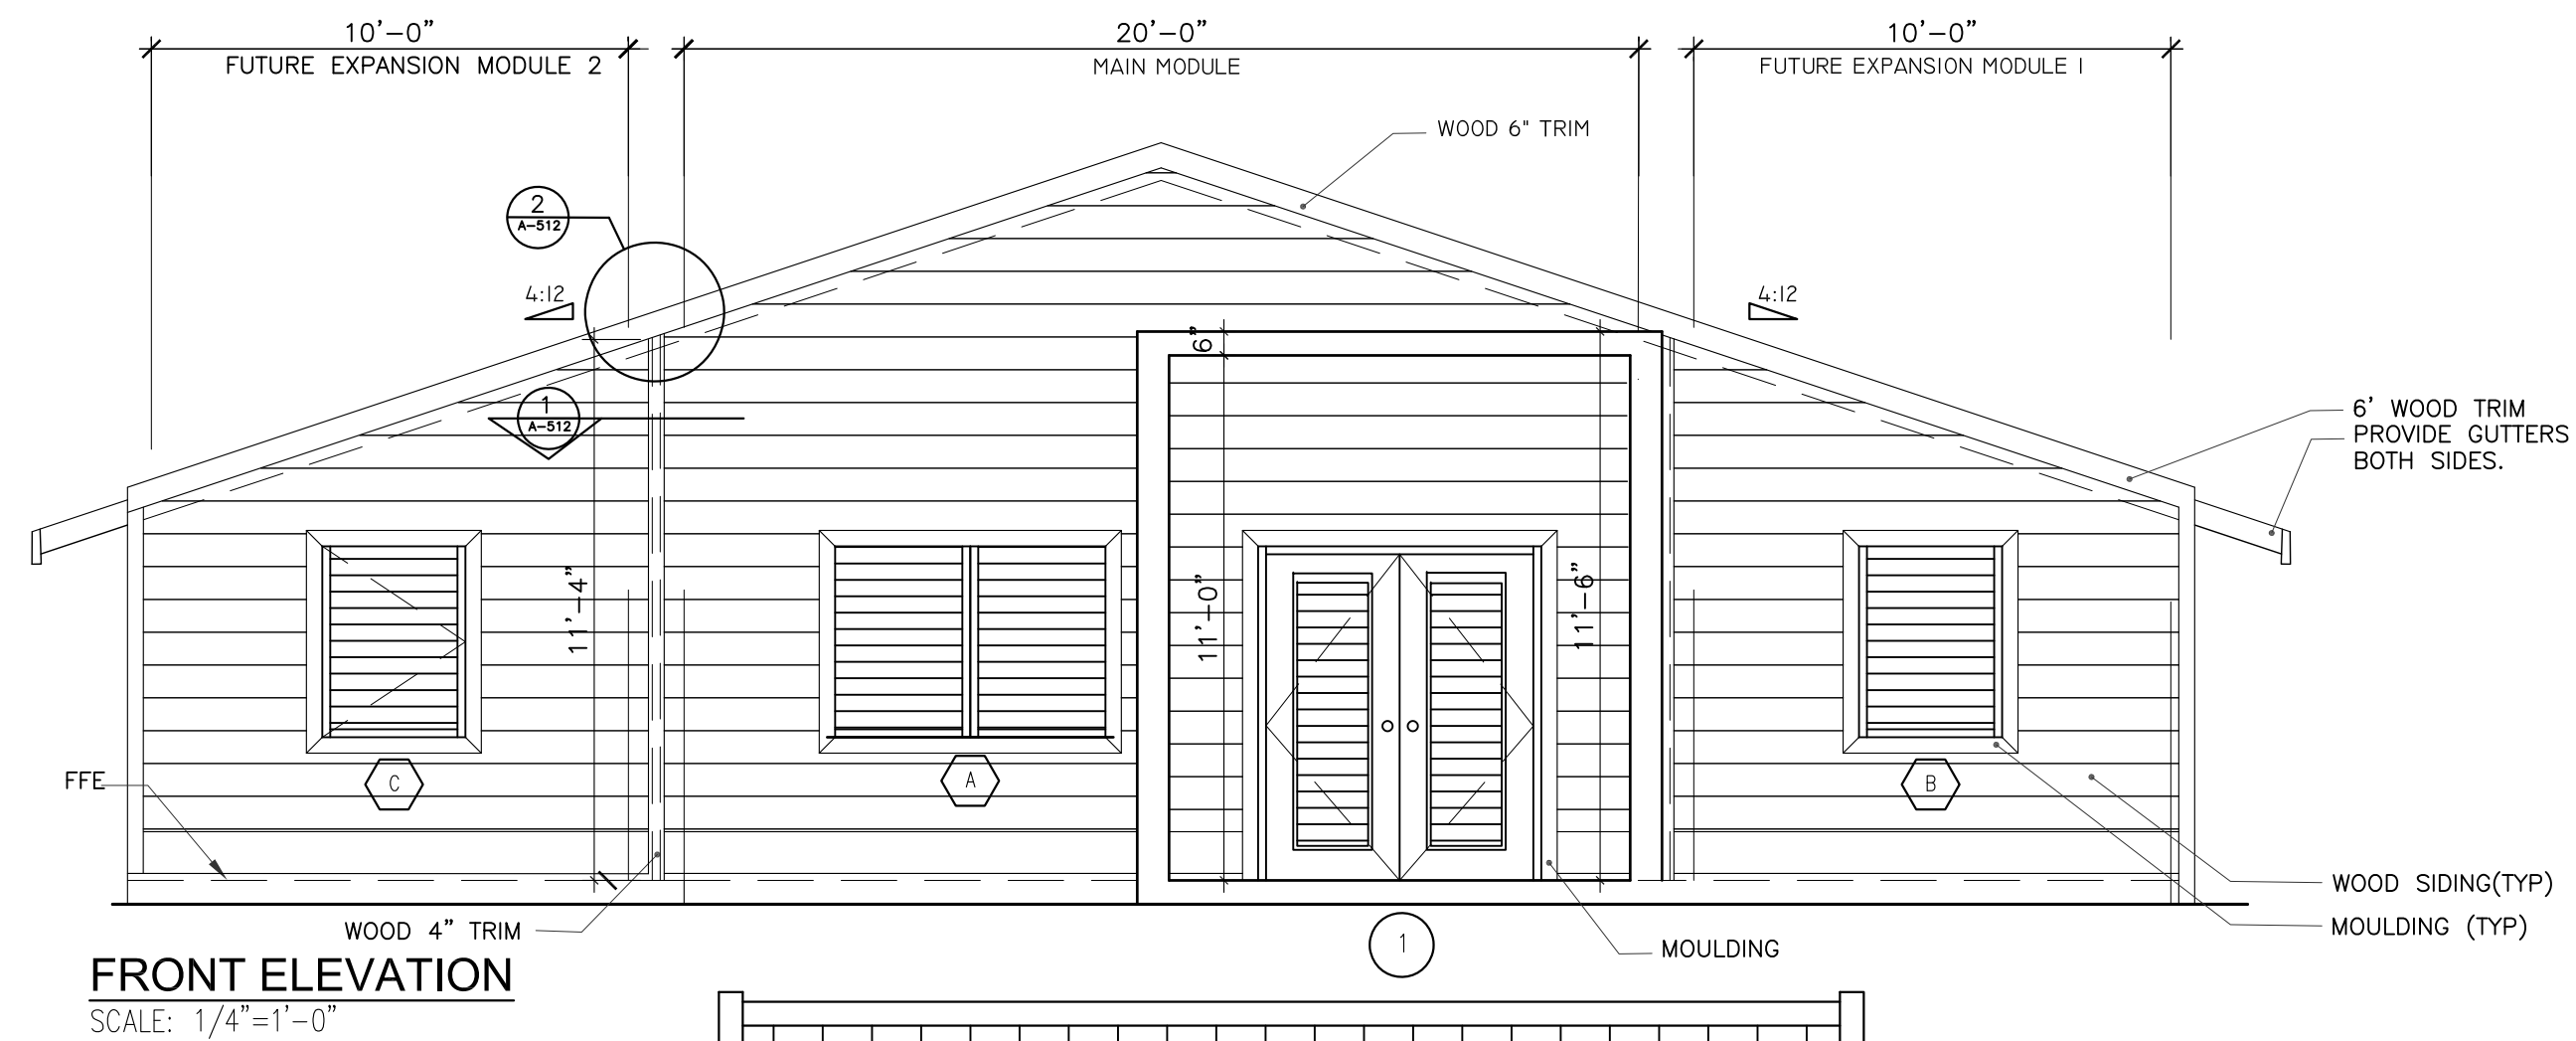 10'-0"
20'-0"
10'-0"
FUTURE EXPANSION MODULE 2
MAIN MODULE
FUTURE EXPANSION MODULE 1
WOOD 6" TRIM
2
A-512
4:12
4:12
6"
1
A-512
6' WOOD TRIM
PROVIDE GUTTERS
BOTH SIDES.
11'-4"
11'-0"
11'-6"
FFE
C
A
B
WOOD SIDING(TYP)
WOOD 4" TRIM
MOULDING (TYP)
1
MOULDING
FRONT ELEVATION
SCALE: 1/4"=1'-0"